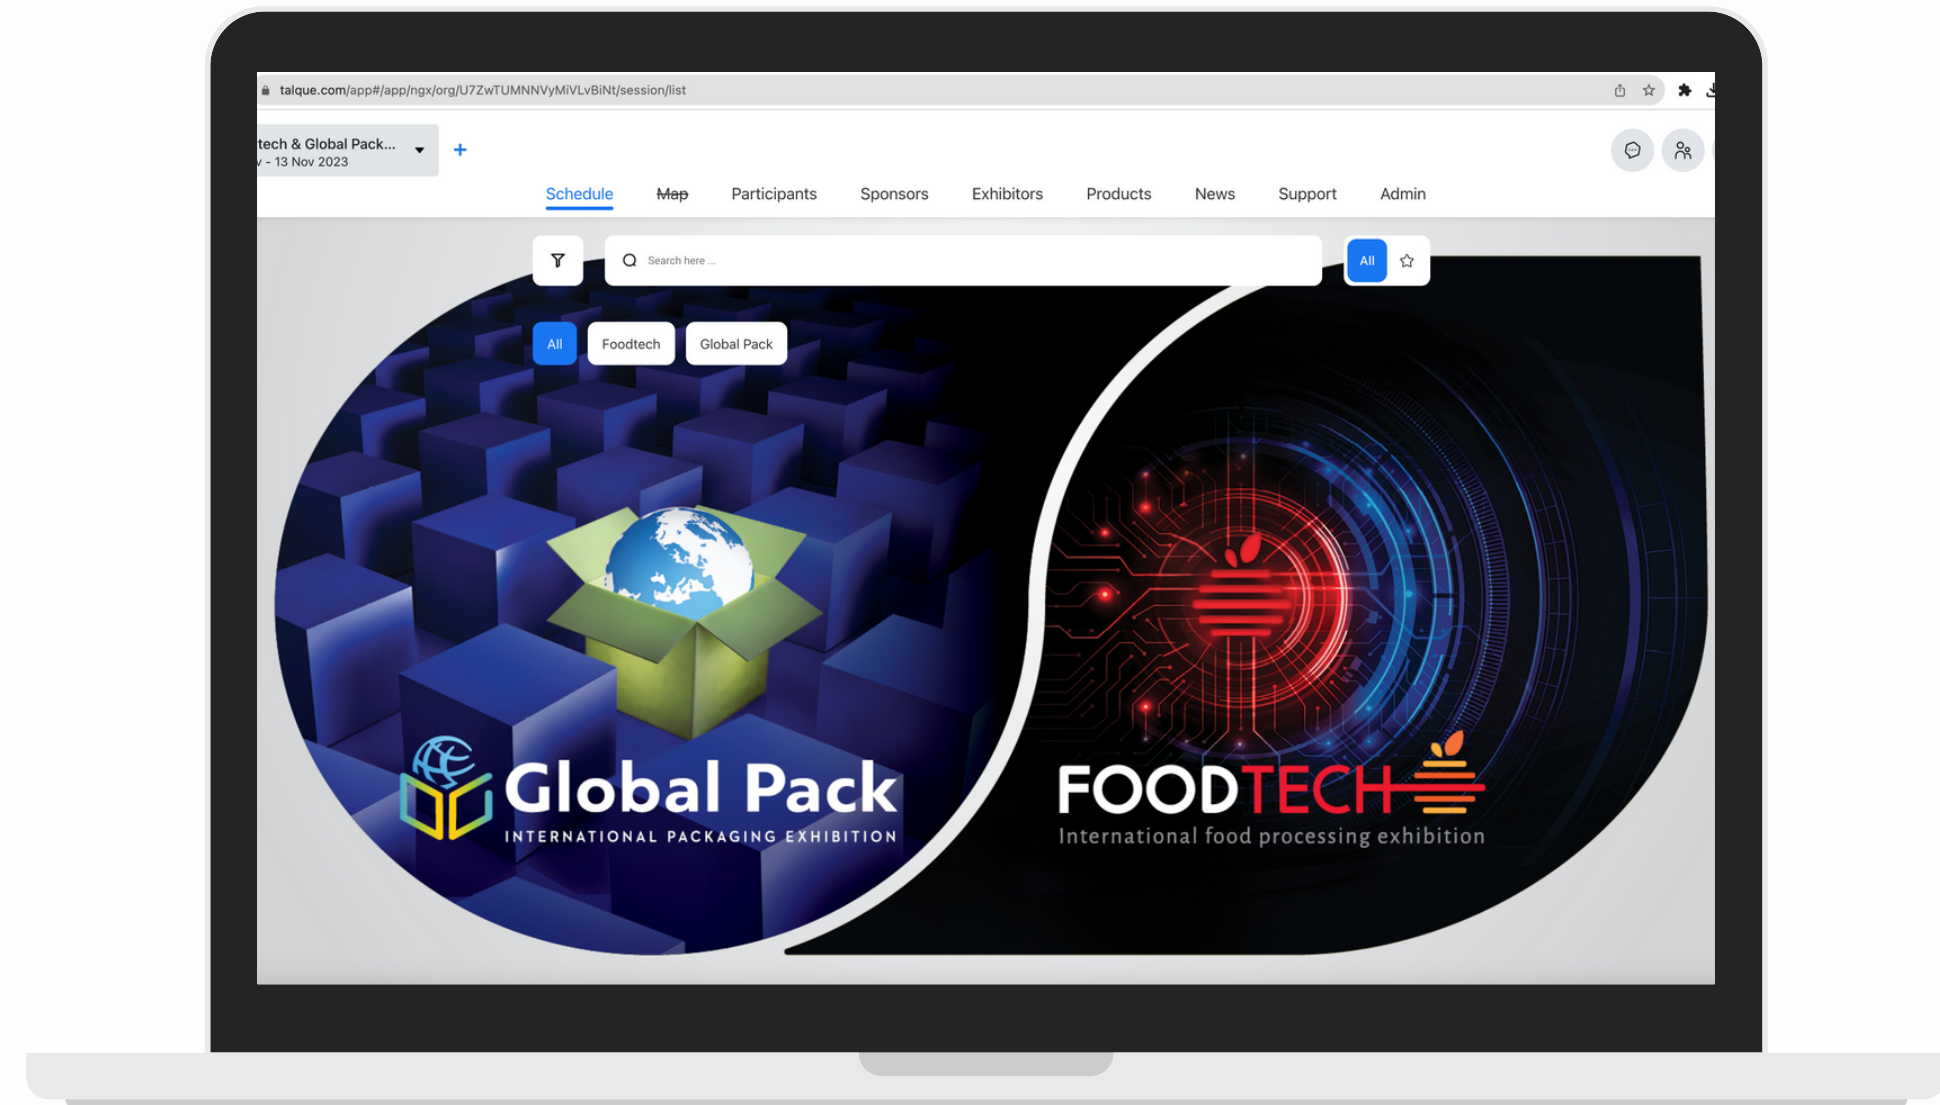 talque.com/app#/app/ngx/org/U7ZwTUMNNVyMiVLvBiNt/session/list
tech & Global Pack...
- 13 Nov 2023
Schedule Map Participants Sponsors Exhibitors Products News Support Admin
Search here ...
All
All Foodtech Global Pack
Global Pack
INTERNATIONAL PACKAGING EXHIBITION
FOODTECH
International food processing exhibition